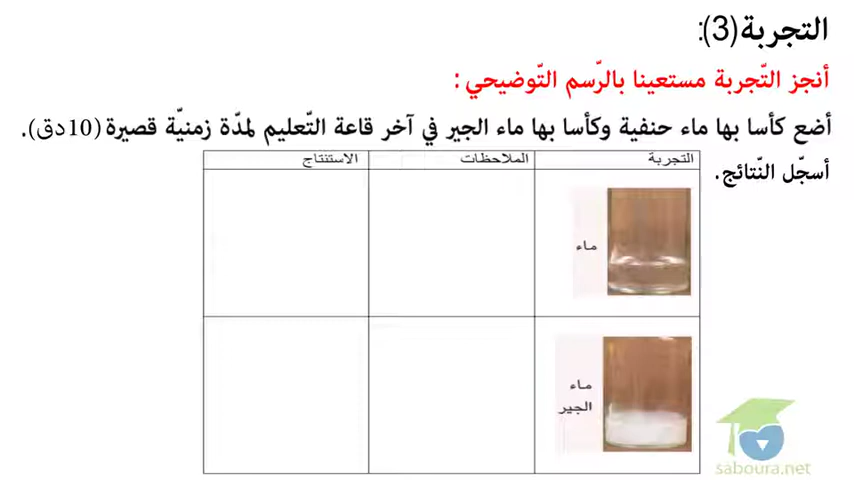 التجربة(3):
أنجز التّجربة مستعينا بالرّسم التّوضيحي:
أضع كأسا بها ماء حنفية وكأسا بها ماء الجير في آخر قاعة التّعليم لمدّة زمنيّة قصيرة (10دق).
أسجّل النّتائج.
التجربة الملاحظات الاستنتاج
ماء
ماء
الجير
saboura.net